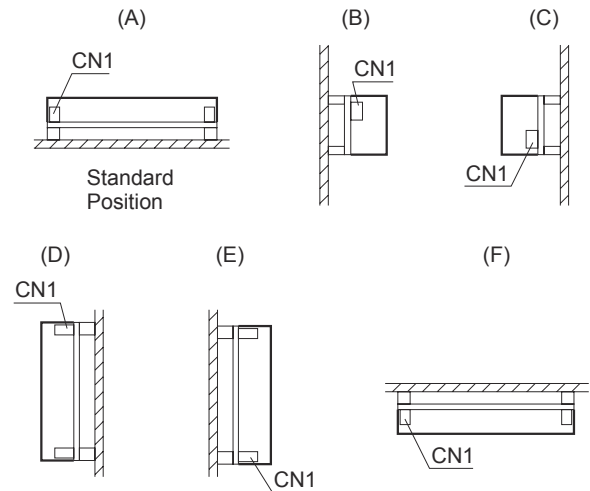 (A)
(B)
(C)
CN1
CN1
CN1
Standard
Position
(D)
(E)
(F)
CN1
CN1
CN1